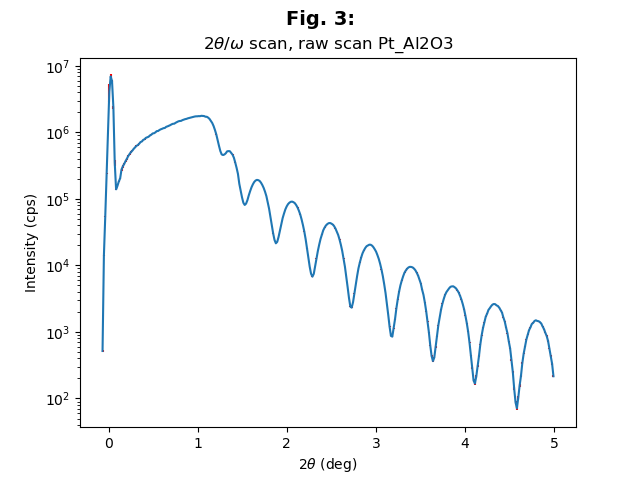 Fig. 3:
2θ/ω scan, raw scan Pt_Al2O3
Intensity (cps)
10⁷
10⁶
10⁵
10⁴
10³
10²
0 1 2 3 4 5
2θ (deg)